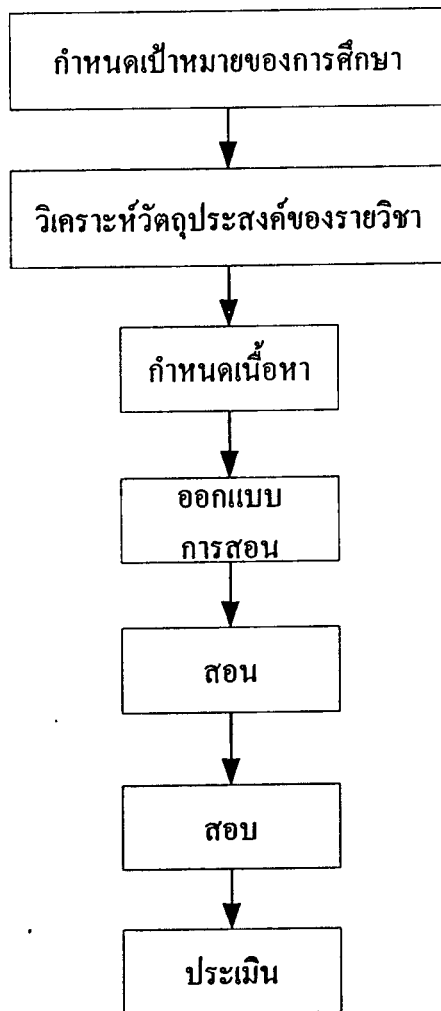 กำหนดเป้าหมายของการศึกษา
วิเคราะห์วัตถุประสงค์ของรายวิชา
กำหนดเนื้อหา
ออกแบบ
การสอน
สอน
สอบ
ประเมิน